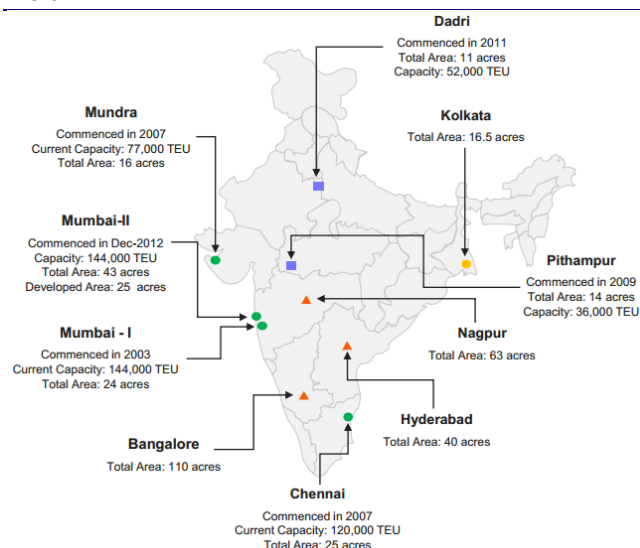 Dadri
Commenced in 2011
Total Area: 11 acres
Capacity: 52,000 TEU
Mundra
Commenced in 2007
Current Capacity: 77,000 TEU
Total Area: 16 acres
Kolkata
Total Area: 16.5 acres
Mumbai-II
Commenced in Dec-2012
Capacity: 144,000 TEU
Total Area: 43 acres
Developed Area: 25 acres
Pithampur
Commenced in 2009
Total Area: 14 acres
Capacity: 36,000 TEU
Mumbai - I
Commenced in 2003
Current Capacity: 144,000 TEU
Total Area: 24 acres
Nagpur
Total Area: 63 acres
Hyderabad
Total Area: 40 acres
Bangalore
Total Area: 110 acres
Chennai
Commenced in 2007
Current Capacity: 120,000 TEU
Total Area: 25 acres